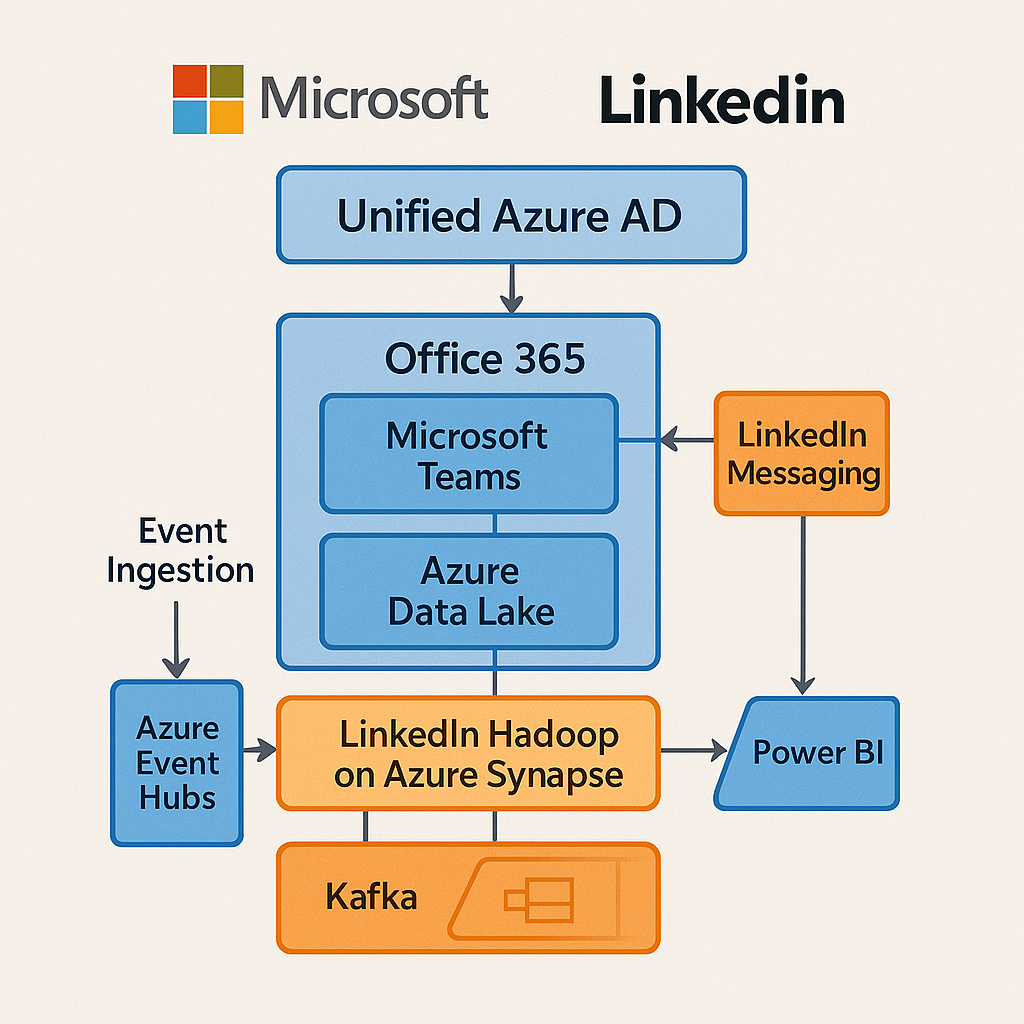 Microsoft
Linkedin
Unified Azure AD
Office 365
Microsoft
Teams
LinkedIn
Messaging
Event
Ingestion
Azure
Data Lake
Azure
Event
Hubs
LinkedIn Hadoop
on Azure Synapse
Power BI
Kafka